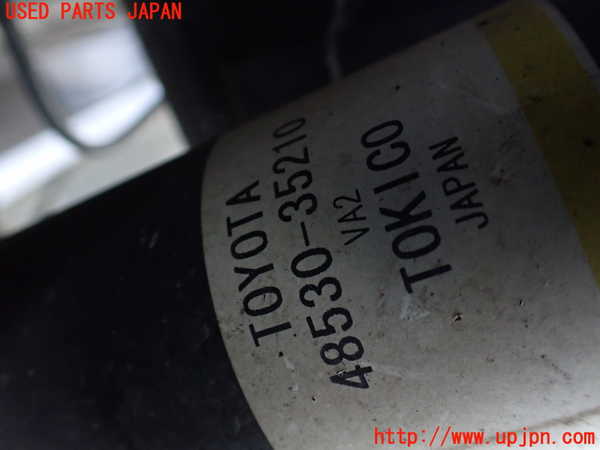 USED PARTS JAPAN
TOYOTA
48530-35210
VA2
TOKICO
JAPAN
http://www.upjpn.com/